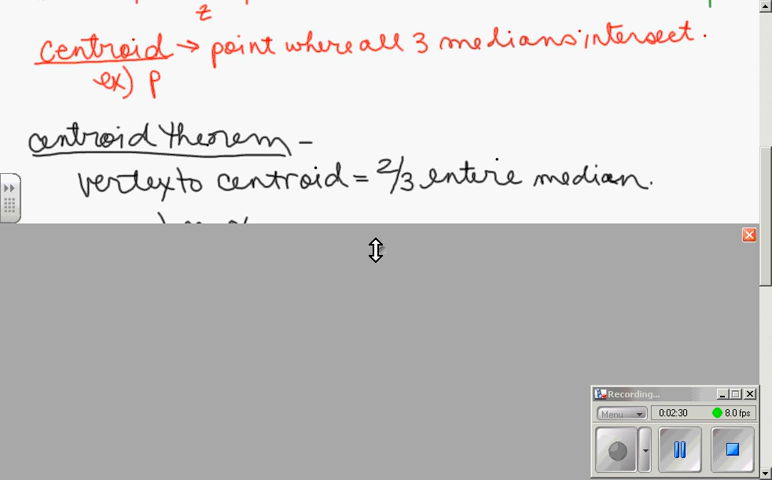 z
centroid → point where all 3 medians intersect.
ex) P
centroid theorem -
vertex to centroid = 2/3 entire median.
Recording...
Menu
0:02:30
8.0 fps